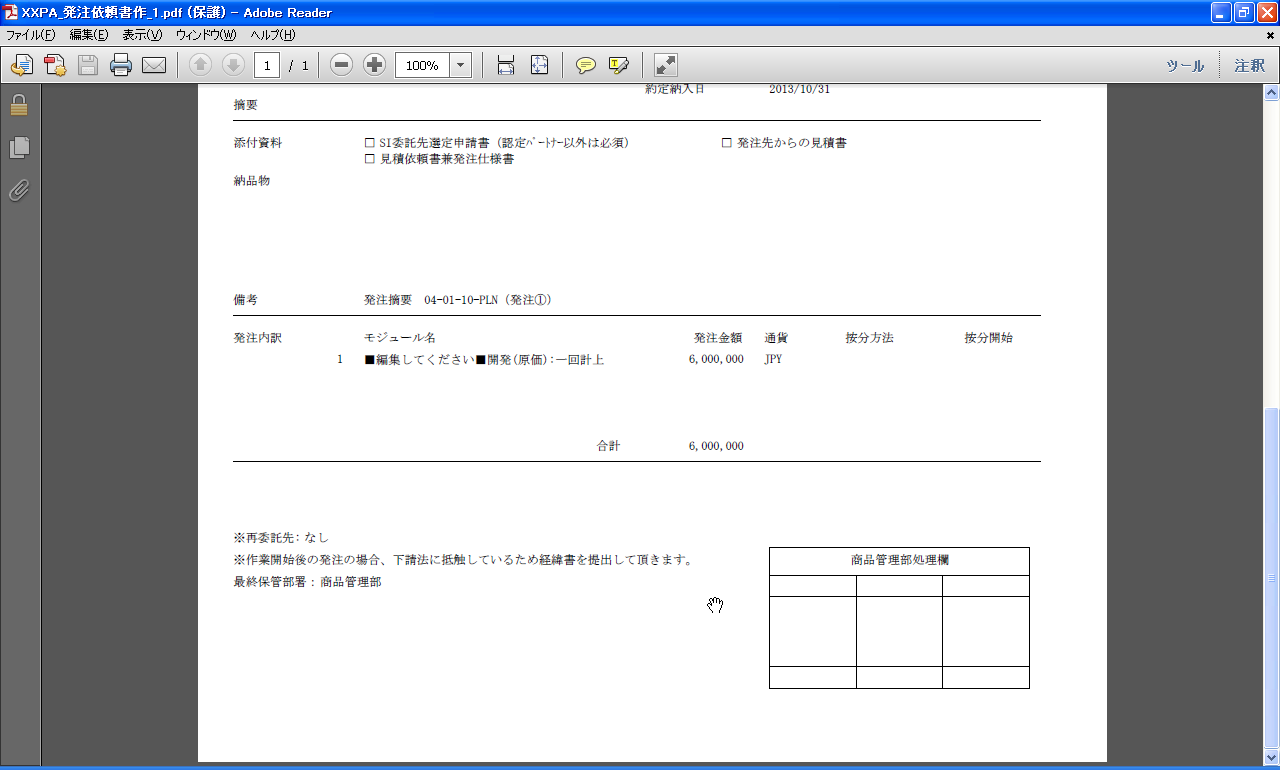 XXPA_発注依頼書作_1.pdf (保護) - Adobe Reader
ファイル(F) 編集(E) 表示(V) ウィンドウ(W) ヘルプ(H)
1 / 1 100% ツール 注釈
約定納入日 2013/10/31
摘要
添付資料 □ SI委託先選定申請書 (認定ﾊﾟｰﾄﾅｰ以外は必須) □ 発注先からの見積書
□ 見積依頼書兼発注仕様書
納品物
備考 発注摘要 04-01-10-PLN (発注①)
発注内訳 モジュール名 発注金額 通貨 按分方法 按分開始
1 ■編集してください■開発(原価):一回計上 6,000,000 JPY
合計 6,000,000
※再委託先: なし
※作業開始後の発注の場合、下請法に抵触しているため経緯書を提出して頂きます。
商品管理部処理欄
最終保管部署 : 商品管理部